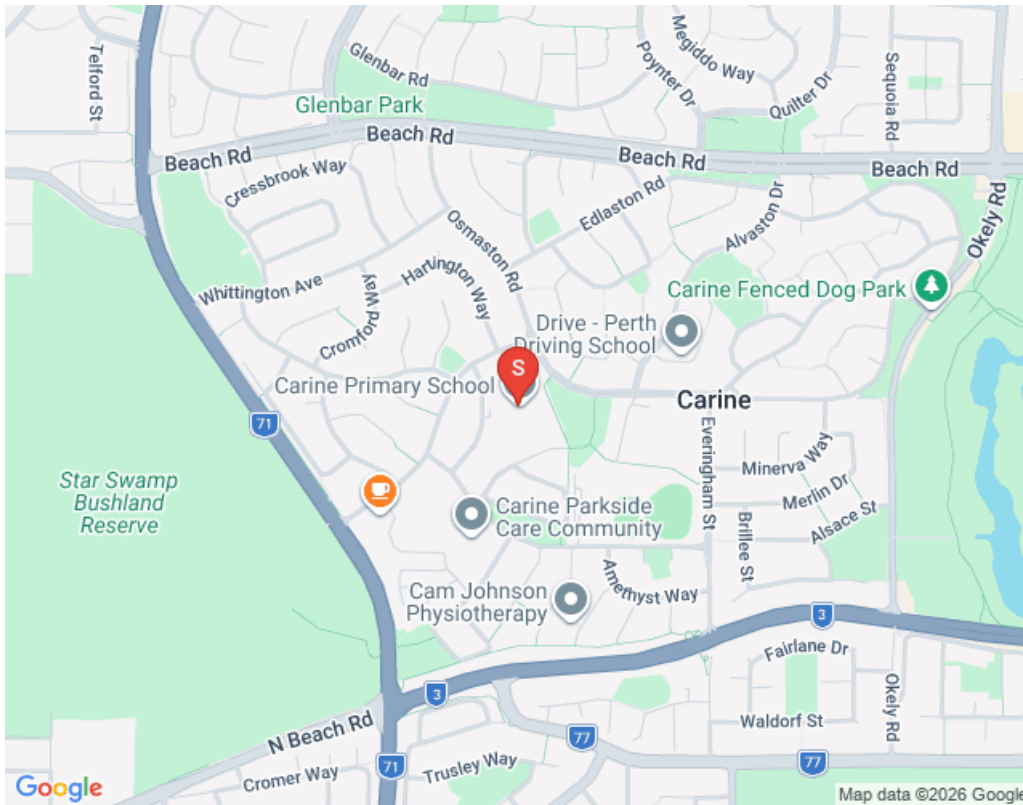 Telford St
Glenbar Rd
Glenbar Park
Megiddo Way
Poynter Dr
Quilter Dr
Sequoia Rd
Beach Rd
Beach Rd
Beach Rd
Beach Rd
Cressbrook Way
Edlaston Rd
Osmaston Rd
Alvaston Dr
Okely Rd
Whittington Ave
Hartington Way
Cromford Way
Carine Fenced Dog Park
Drive - Perth
Driving School
S
Carine Primary School
Carine
71
Everingham St
Minerva Way
Merlin Dr
Alsace St
Brillee St
Star Swamp
Bushland
Reserve
Carine Parkside
Care Community
Cam Johnson
Physiotherapy
Amethyst Way
3
Fairlane Dr
3
Okely Rd
N Beach Rd
Waldorf St
77
77
71
Trusley Way
Cromer Way
Google
Map data ©2026 Google